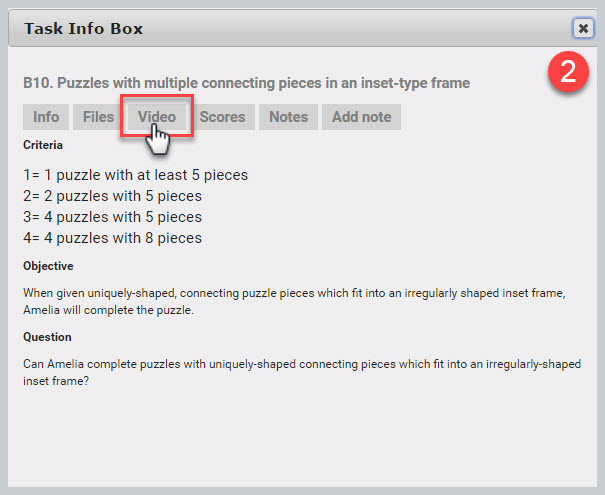 Task Info Box
2
B10. Puzzles with multiple connecting pieces in an inset-type frame
Info Files Video Scores Notes Add note
Criteria
1= 1 puzzle with at least 5 pieces
2= 2 puzzles with 5 pieces
3= 4 puzzles with 5 pieces
4= 4 puzzles with 8 pieces
Objective
When given uniquely-shaped, connecting puzzle pieces which fit into an irregularly shaped inset frame,
Amelia will complete the puzzle.
Question
Can Amelia complete puzzles with uniquely-shaped connecting pieces which fit into an irregularly-shaped
inset frame?